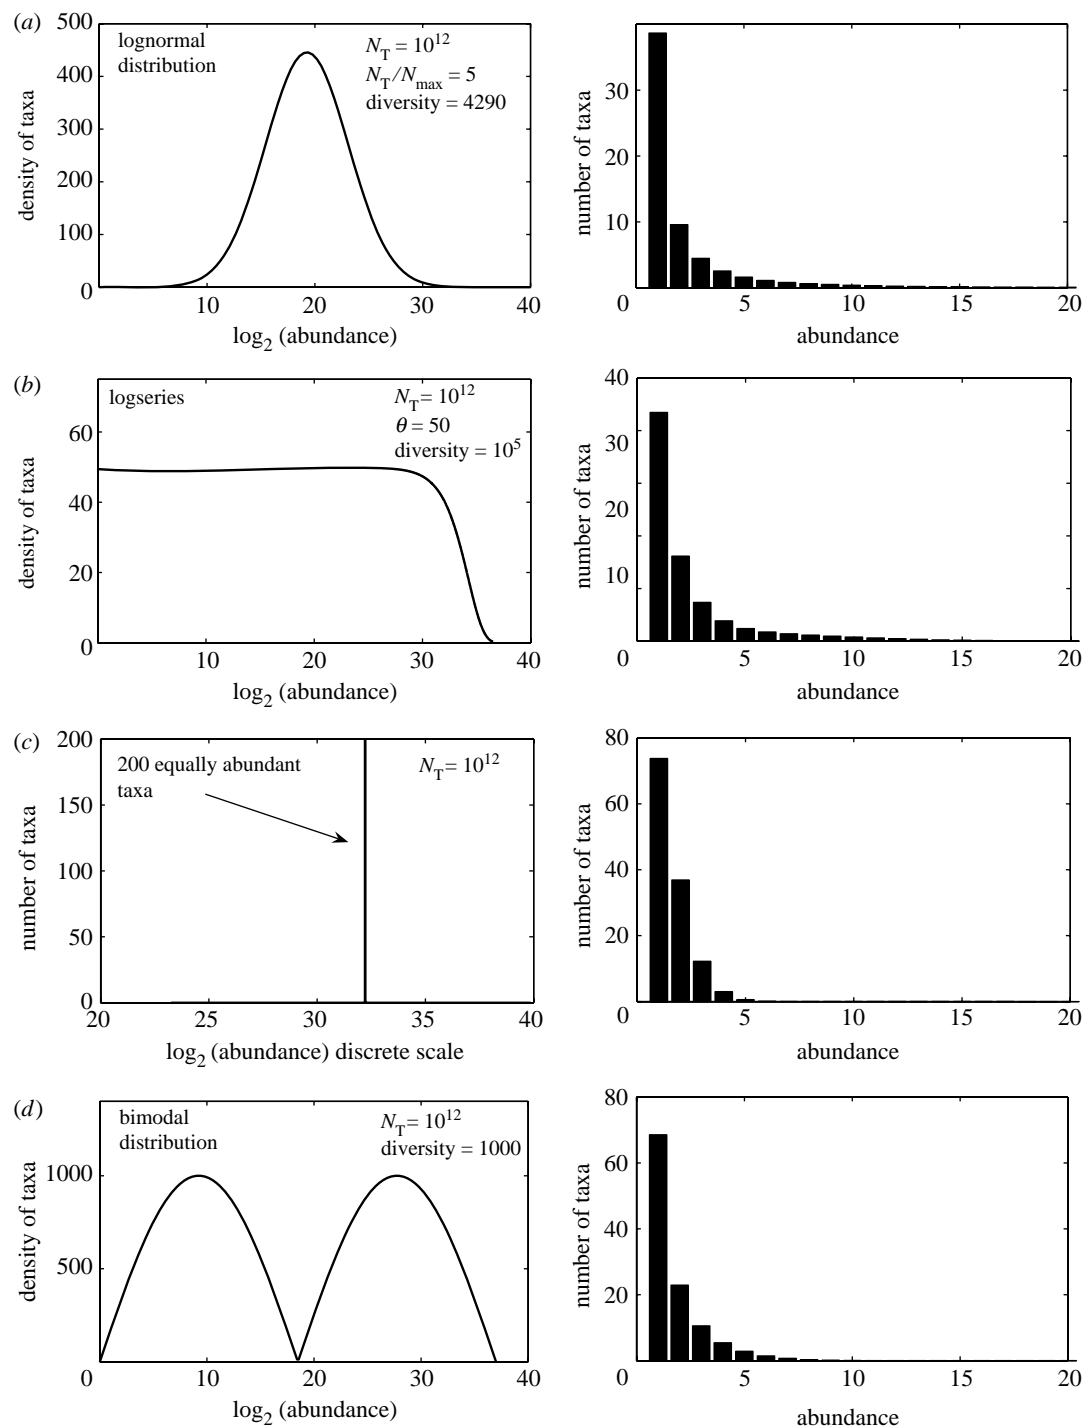 (a)
500
400
300
200
100
0
density of taxa
lognormal
distribution
N_T = 10^12
N_T/N_max = 5
diversity = 4290
10 20 30 40
log_2 (abundance)
30
20
10
number of taxa
0 5 10 15 20
abundance
(b)
60
40
20
0
density of taxa
logseries
N_T = 10^12
θ = 50
diversity = 10^5
10 20 30 40
log_2 (abundance)
40
30
20
10
number of taxa
0 5 10 15 20
abundance
(c)
200
150
100
50
0
number of taxa
200 equally abundant
taxa
N_T = 10^12
20 25 30 35 40
log_2 (abundance) discrete scale
80
60
40
20
number of taxa
0 5 10 15 20
abundance
(d)
1000
500
density of taxa
bimodal
distribution
N_T = 10^12
diversity = 1000
0 10 20 30 40
log_2 (abundance)
80
60
40
20
number of taxa
0 5 10 15 20
abundance